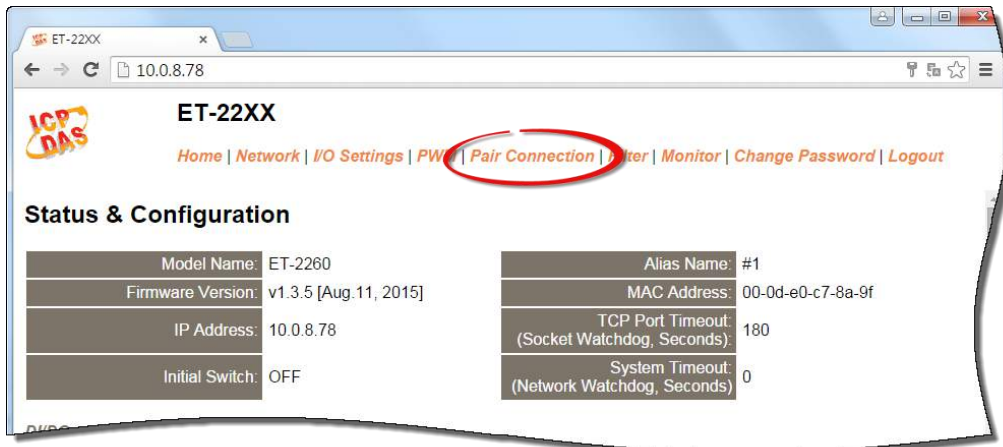 ET-22XX
10.0.8.78
ICP
DAS
ET-22XX
Home | Network | I/O Settings | PWM | Pair Connection | Filter | Monitor | Change Password | Logout
Status & Configuration
Model Name: ET-2260 Alias Name: #1
Firmware Version: v1.3.5 [Aug.11, 2015] MAC Address: 00-0d-e0-c7-8a-9f
IP Address: 10.0.8.78 TCP Port Timeout:
(Socket Watchdog, Seconds): 180
Initial Switch: OFF System Timeout:
(Network Watchdog, Seconds) 0